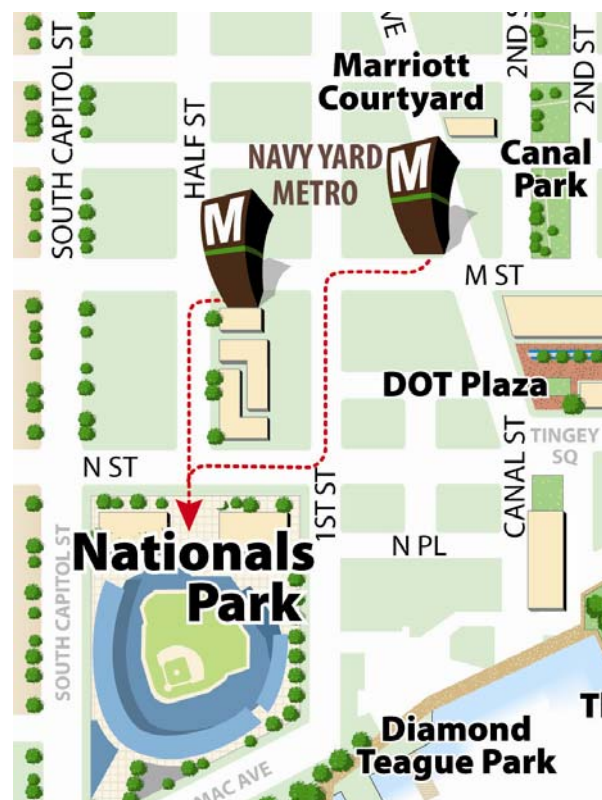 VE
2ND S
2ND ST
SOUTH CAPITOL ST
HALF ST
Marriott
Courtyard
NAVY YARD
METRO
M
M
Canal
Park
M ST
DOT Plaza
TINGEY
SQ
CANAL ST
N ST
1ST ST
N PL
Nationals
Park
SOUTH CAPITOL ST
Diamond
Teague Park
MAC AVE